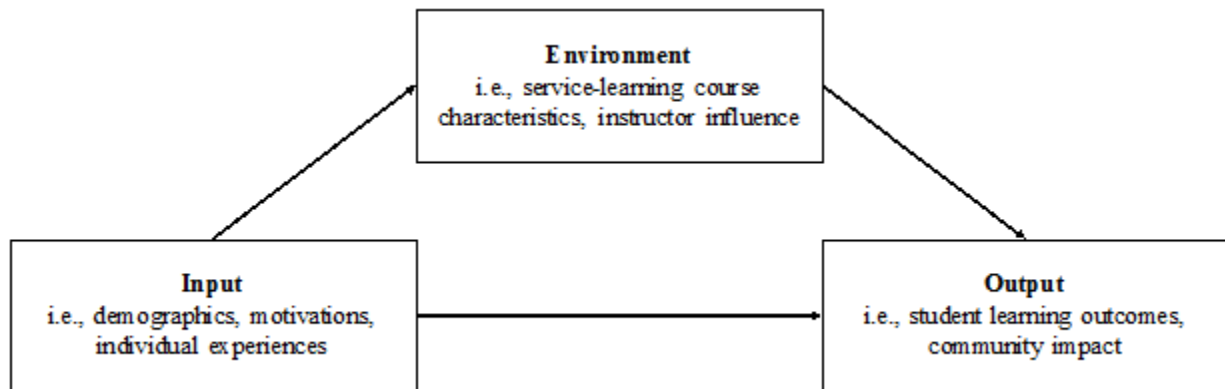 Environment
i.e., service-learning course
characteristics, instructor influence
Input
i.e., demographics, motivations,
individual experiences
Output
i.e., student learning outcomes,
community impact